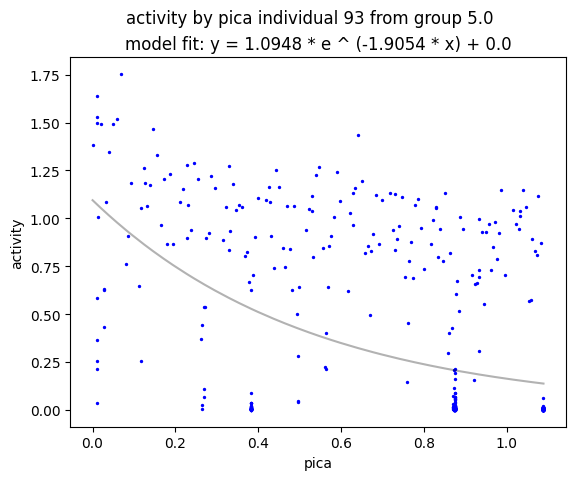 activity by pica individual 93 from group 5.0
model fit: y = 1.0948 * e ^ (-1.9054 * x) + 0.0
1.75
1.50
1.25
1.00
0.75
0.50
0.25
0.00
activity
0.0 0.2 0.4 0.6 0.8 1.0
pica